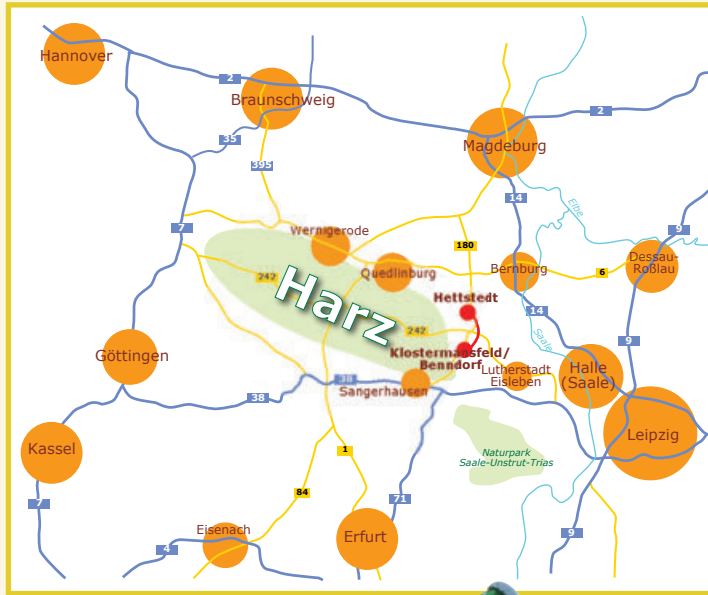 Hannover
2
Braunschweig
35
395
Magdeburg
2
14
Elbe
7
Wernigerode
180
9
Quedlinburg
Bernburg
6
Dessau-
Roßlau
242
Harz
Hettstedt
14
Saale
242
9
Göttingen
Klostermansfeld/
Benndorf
Lutherstadt
Eisleben
Halle
(Saale)
38
38
Sangerhausen
Kassel
1
Naturpark
Saale-Unstrut-Trias
Leipzig
7
84
71
4
Eisenach
Erfurt
9